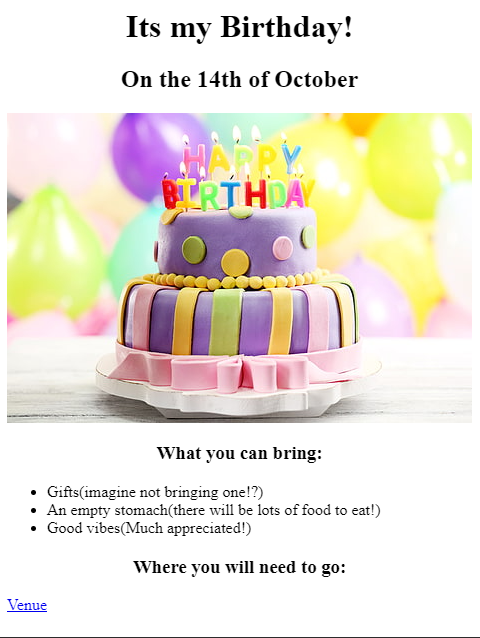 Its my Birthday!
On the 14th of October
HAPPY
BIRTHDAY
What you can bring:
Gifts(imagine not bringing one!?)
An empty stomach(there will be lots of food to eat!)
Good vibes(Much appreciated!)
Where you will need to go:
Venue